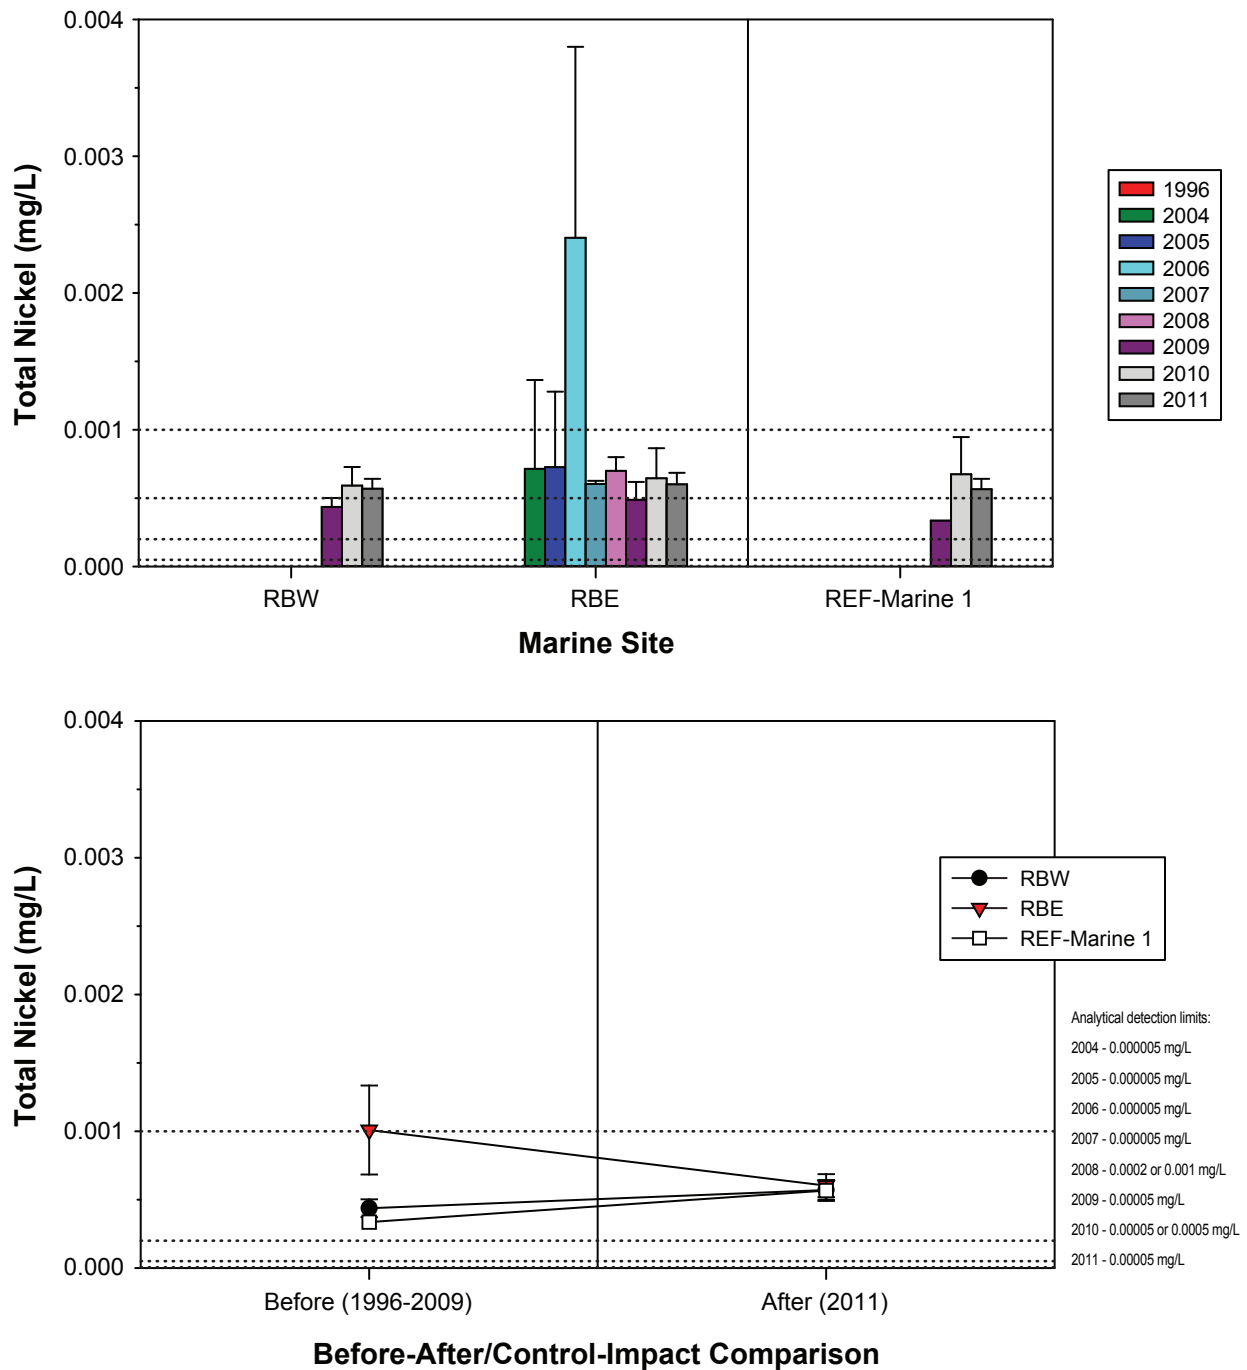 0.004
0.003
0.002
0.001
0.000
Total Nickel (mg/L)
RBW
RBE
REF-Marine 1
Marine Site
1996
2004
2005
2006
2007
2008
2009
2010
2011
0.004
0.003
0.002
0.001
0.000
Total Nickel (mg/L)
RBW
RBE
REF-Marine 1
Analytical detection limits:
2004 - 0.000005 mg/L
2005 - 0.000005 mg/L
2006 - 0.000005 mg/L
2007 - 0.000005 mg/L
2008 - 0.0002 or 0.001 mg/L
2009 - 0.00005 mg/L
2010 - 0.00005 or 0.0005 mg/L
2011 - 0.00005 mg/L
Before (1996-2009)
After (2011)
Before-After/Control-Impact Comparison